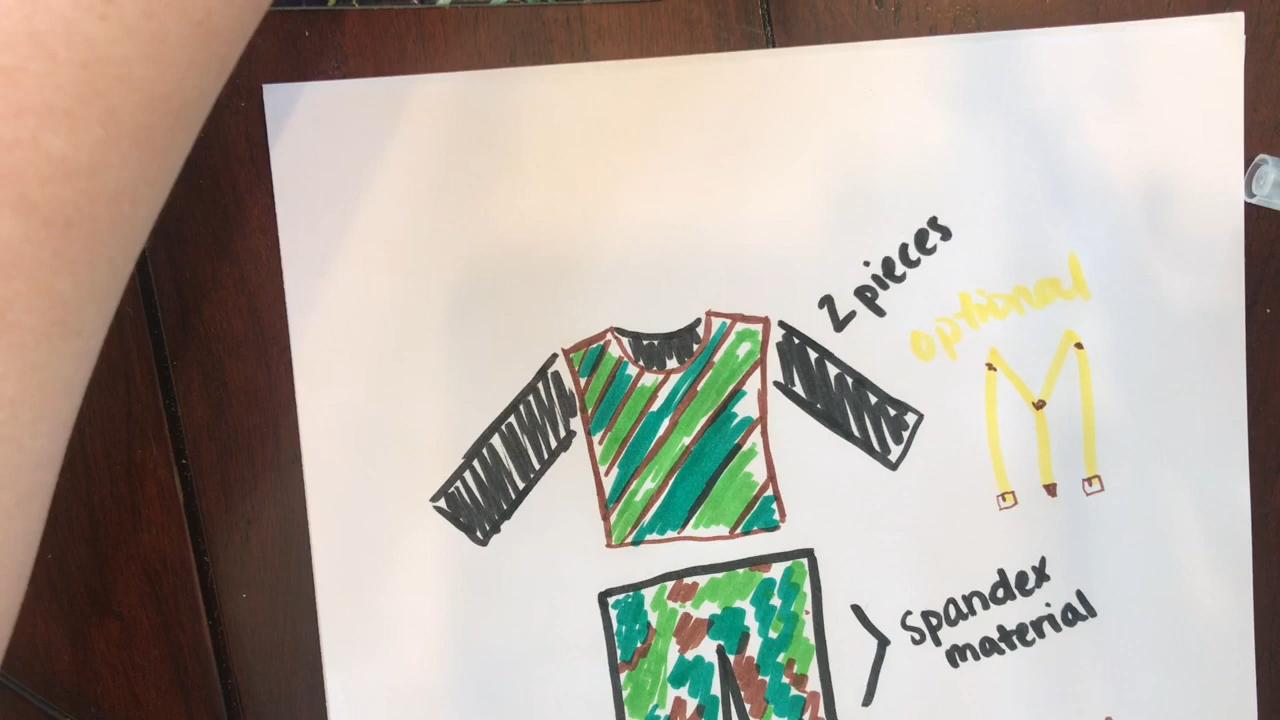 2 pieces
optional
spandex
material